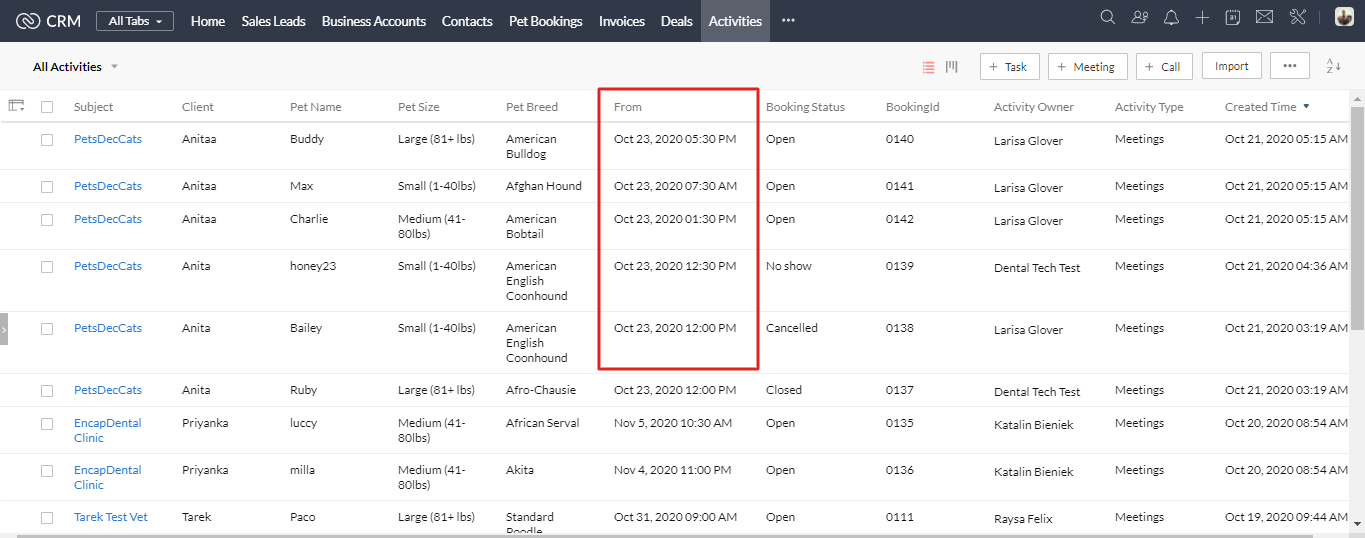 CRM All Tabs Home Sales Leads Business Accounts Contacts Pet Bookings Invoices Deals Activities •••
All Activities + Task + Meeting + Call Import ••• A Z
Subject Client Pet Name Pet Size Pet Breed From Booking Status BookingId Activity Owner Activity Type Created Time
PetsDecCats Anitaa Buddy Large (81+ lbs) American Oct 23, 2020 05:30 PM Open 0140 Larisa Glover Meetings Oct 21, 2020 05:15 AM
Bulldog
PetsDecCats Anitaa Max Small (1-40lbs) Afghan Hound Oct 23, 2020 07:30 AM Open 0141 Larisa Glover Meetings Oct 21, 2020 05:15 AM
PetsDecCats Anitaa Charlie Medium (41- American Oct 23, 2020 01:30 PM Open 0142 Larisa Glover Meetings Oct 21, 2020 05:15 AM
80lbs) Bobtail
PetsDecCats Anita honey23 Small (1-40lbs) American Oct 23, 2020 12:30 PM No show 0139 Dental Tech Test Meetings Oct 21, 2020 04:36 AM
English
Coonhound
PetsDecCats Anita Bailey Small (1-40lbs) American Oct 23, 2020 12:00 PM Cancelled 0138 Larisa Glover Meetings Oct 21, 2020 03:19 AM
English
Coonhound
PetsDecCats Anita Ruby Large (81+ lbs) Afro-Chausie Oct 23, 2020 12:00 PM Closed 0137 Dental Tech Test Meetings Oct 21, 2020 03:19 AM
EncapDental Priyanka luccy Medium (41- African Serval Nov 5, 2020 10:30 AM Open 0135 Katalin Bieniek Meetings Oct 20, 2020 08:54 AM
Clinic 80lbs)
EncapDental Priyanka milla Medium (41- Akita Nov 4, 2020 11:00 PM Open 0136 Katalin Bieniek Meetings Oct 20, 2020 08:54 AM
Clinic 80lbs)
Tarek Test Vet Tarek Paco Large (81+ lbs) Standard Oct 31, 2020 09:00 AM Open 0111 Raysa Felix Meetings Oct 19, 2020 09:44 AM
Poodle